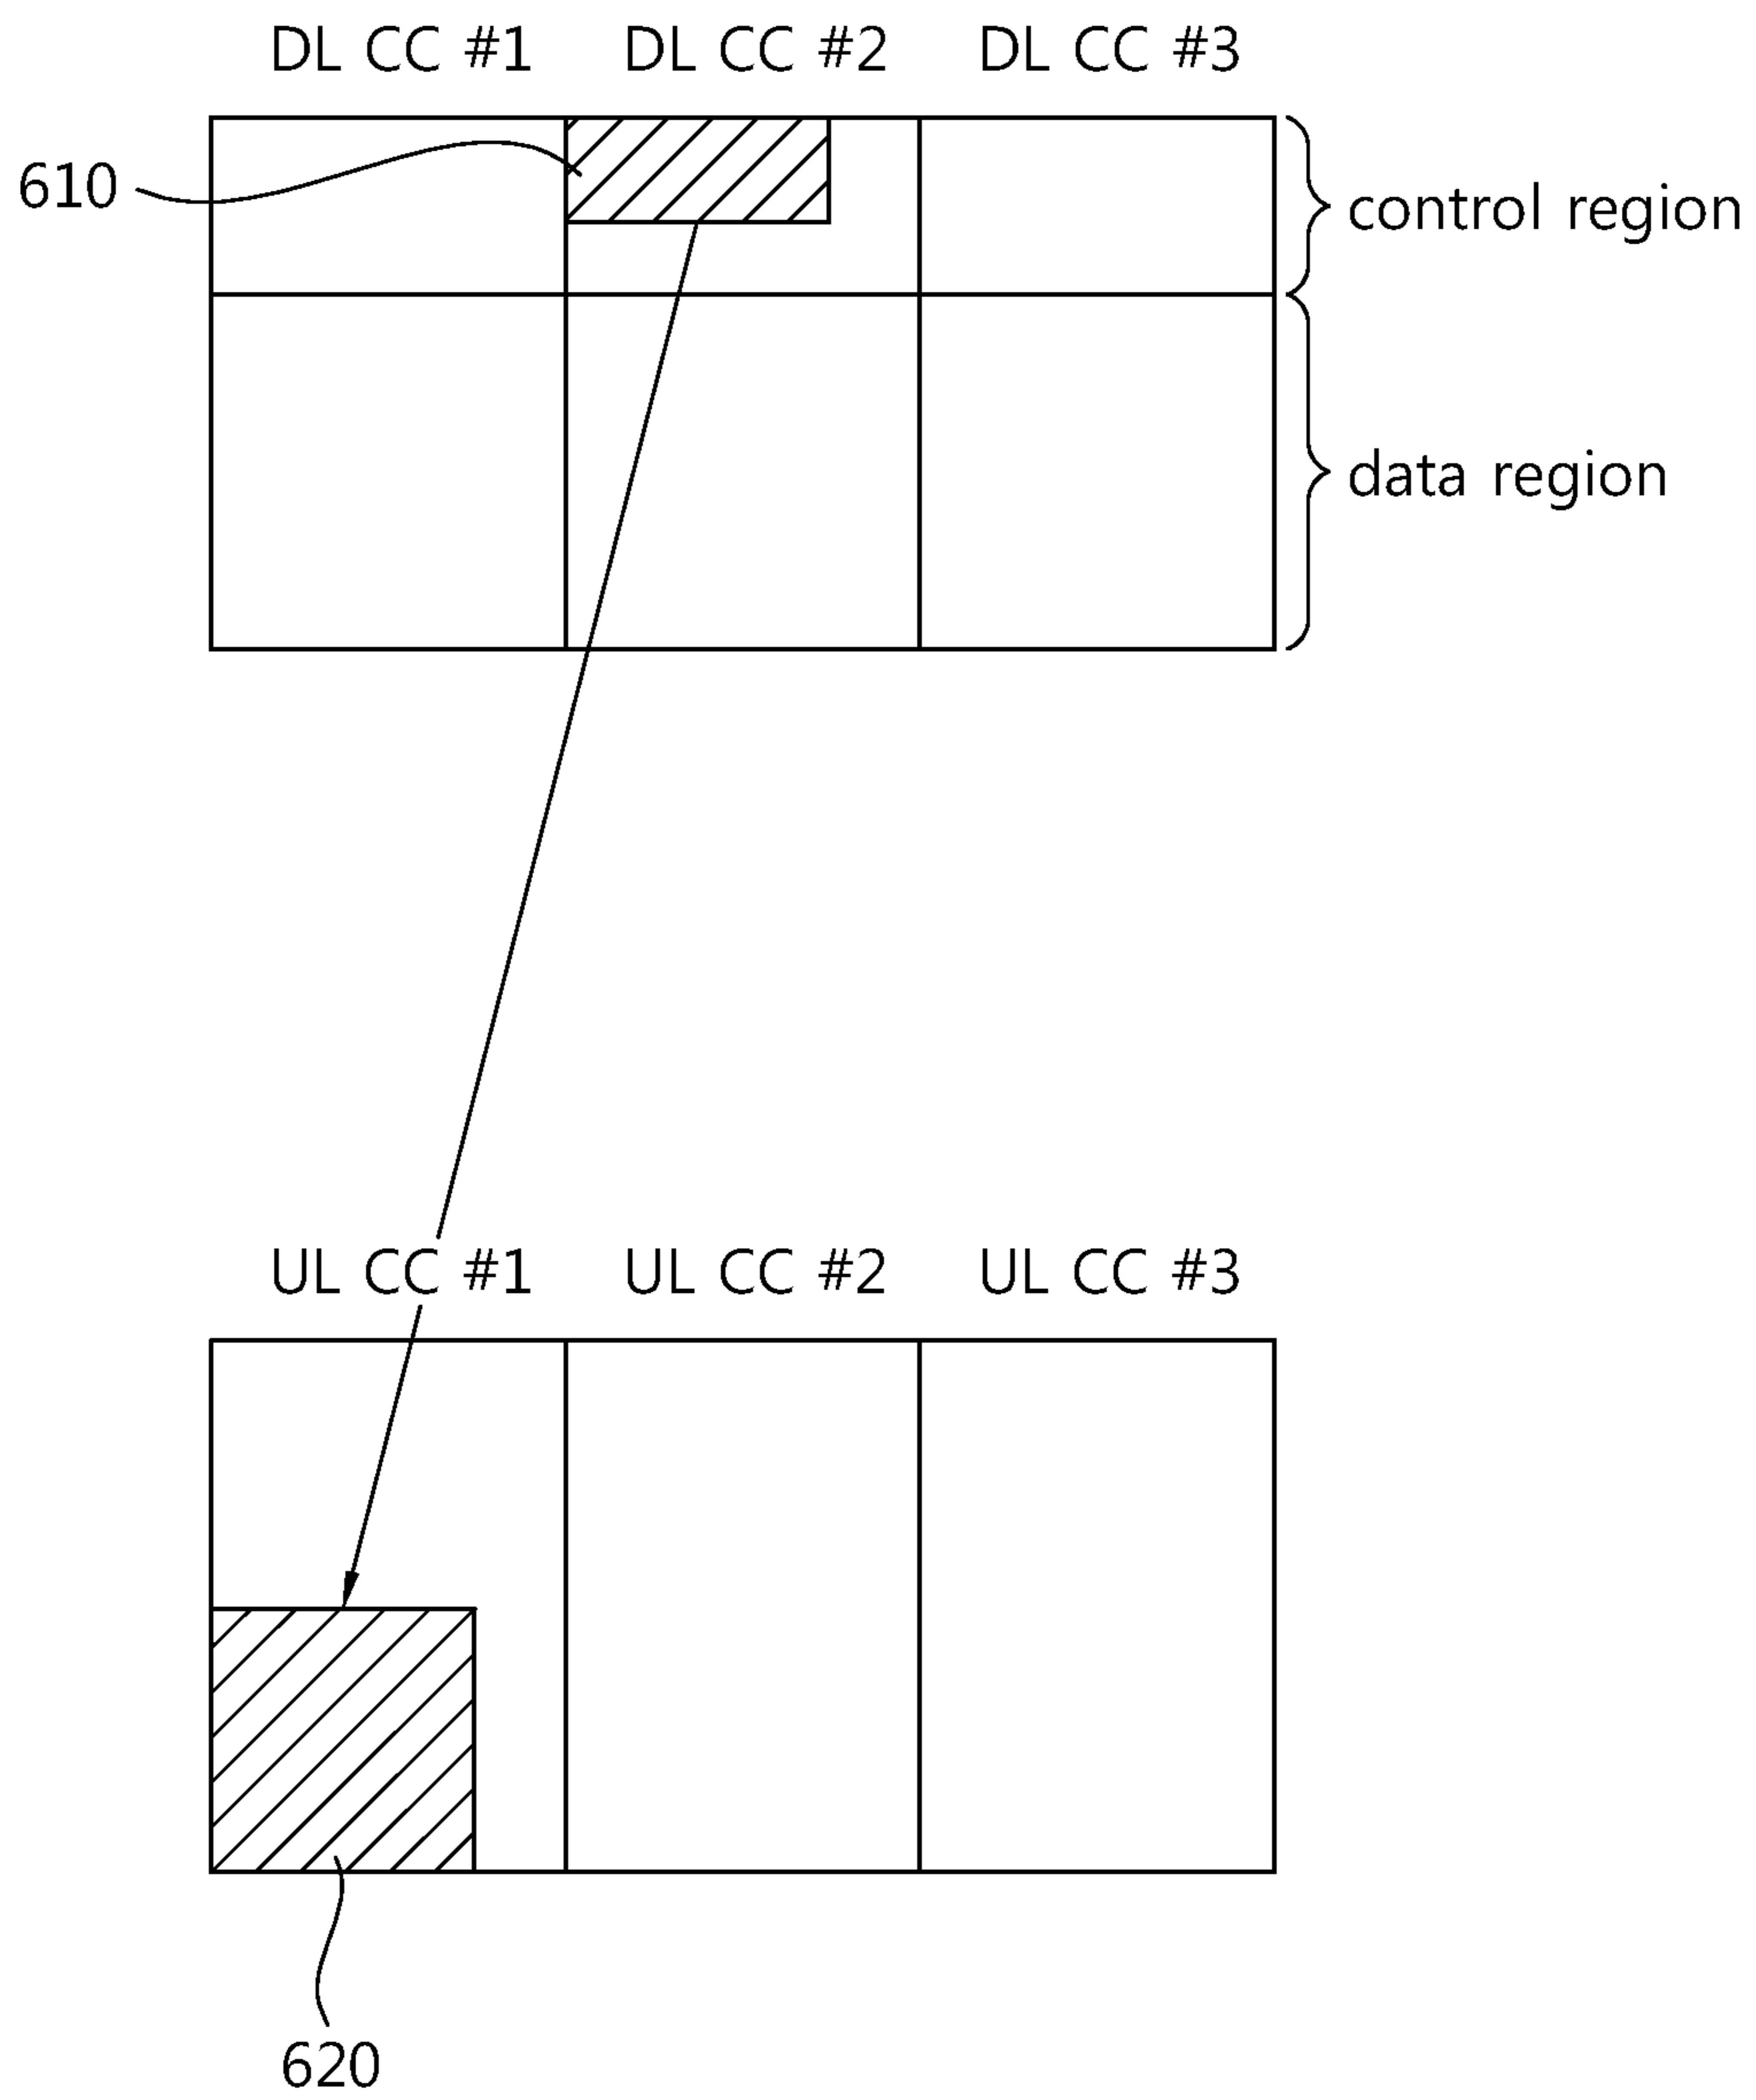 DL CC #1 DL CC #2 DL CC #3
610
control region
data region
UL CC #1 UL CC #2 UL CC #3
620